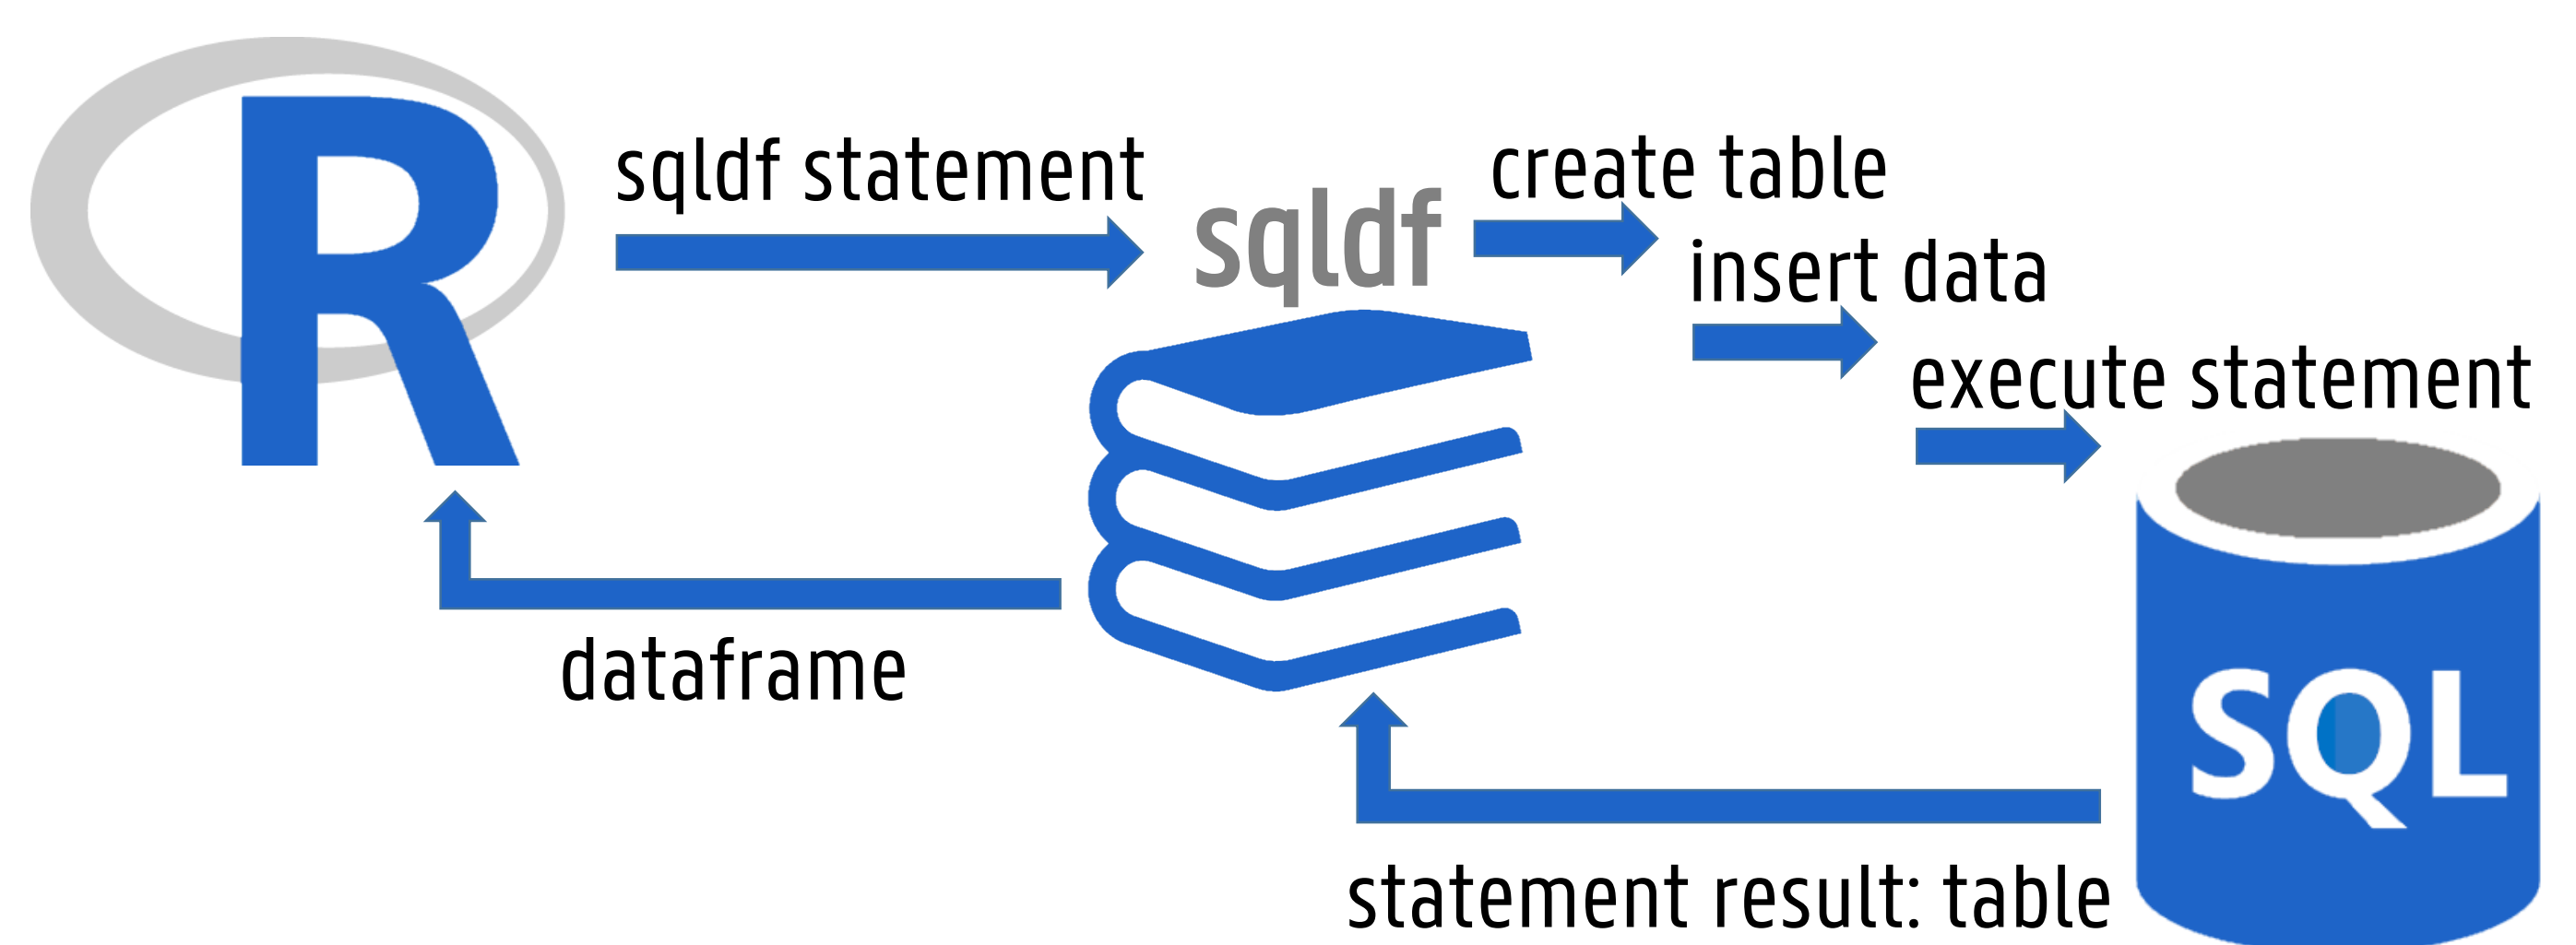 R
sqldf statement
sqldf
create table
insert data
execute statement
dataframe
SQL
statement result: table